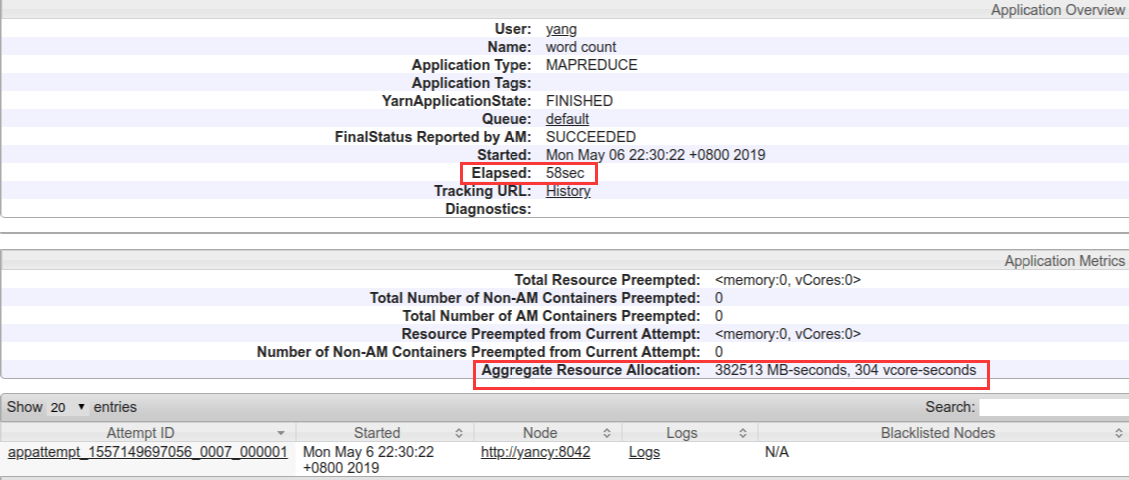 Application Overview
User: yang
Name: word count
Application Type: MAPREDUCE
Application Tags:
YarnApplicationState: FINISHED
Queue: default
FinalStatus Reported by AM: SUCCEEDED
Started: Mon May 06 22:30:22 +0800 2019
Elapsed: 58sec
Tracking URL: History
Diagnostics:
Application Metrics
Total Resource Preempted: <memory:0, vCores:0>
Total Number of Non-AM Containers Preempted: 0
Total Number of AM Containers Preempted: 0
Resource Preempted from Current Attempt: <memory:0, vCores:0>
Number of Non-AM Containers Preempted from Current Attempt: 0
Aggregate Resource Allocation: 382513 MB-seconds, 304 vcore-seconds
Show 20 entries Search:
Attempt ID Started Node Logs Blacklisted Nodes
appattempt_1557149697056_0007_000001 Mon May 6 22:30:22 http://yancy:8042 Logs N/A
+0800 2019